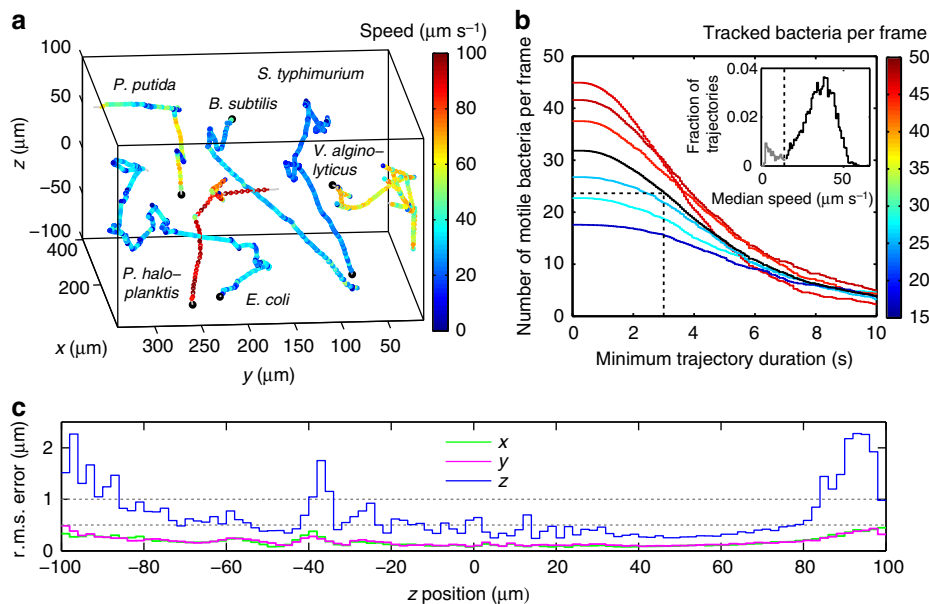 a
Speed (μm s⁻¹)
100
80
60
40
20
0
100
50
0
−50
−100
400
200
z (μm)
x (μm)
300
250
200
150
100
50
y (μm)
P. putida
B. subtilis
S. typhimurium
V. algino–
lyticus
P. halo–
planktis
E. coli
b
Tracked bacteria per frame
50
45
40
35
30
25
20
15
Number of motile bacteria per frame
50
40
30
20
10
0
0
2
4
6
8
10
Minimum trajectory duration (s)
Fraction of
trajectories
0.04
0.02
0
0
50
Median speed (μm s⁻¹)
c
r.m.s. error (μm)
2
1
0
x
y
z
−100
−80
−60
−40
−20
0
20
40
60
80
100
z position (μm)